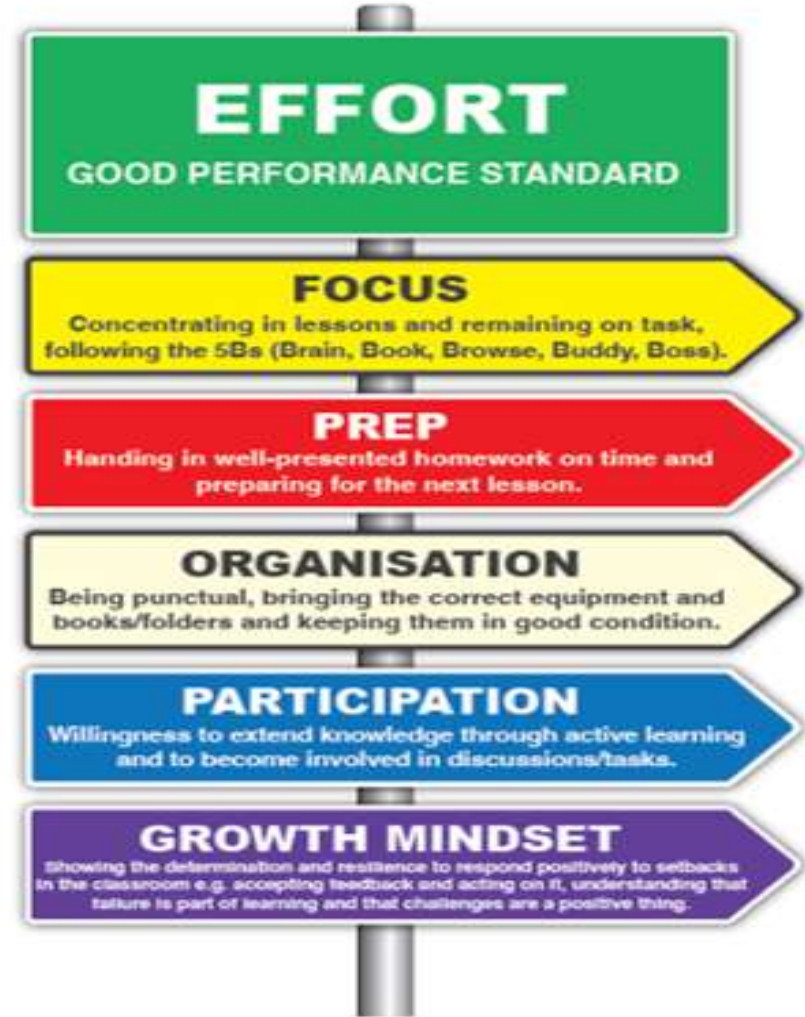 EFFORT
GOOD PERFORMANCE STANDARD
FOCUS
Concentrating in lessons and remaining on task,
following the 5Bs (Brain, Book, Browse, Buddy, Boss).
PREP
Handing in well-presented homework on time and
preparing for the next lesson.
ORGANISATION
Being punctual, bringing the correct equipment and
books/folders and keeping them in good condition.
PARTICIPATION
Willingness to extend knowledge through active learning
and to become involved in discussions/tasks.
GROWTH MINDSET
Showing the determination and resilience to respond positively to setbacks
in the classroom e.g. accepting feedback and acting on it, understanding that
failure is part of learning and that challenges are a positive thing.